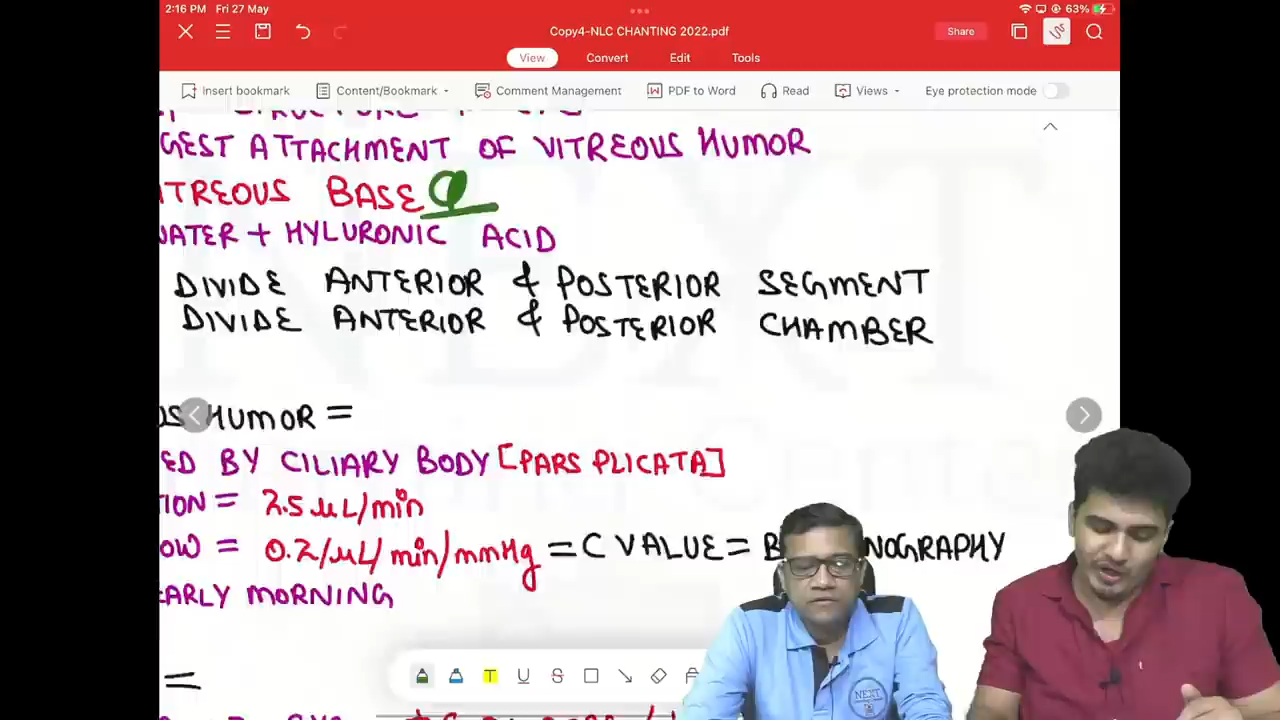 2:16 PM Fri 27 May
63%
Copy4-NLC CHANTING 2022.pdf
Share
View Convert Edit Tools
Insert bookmark Content/Bookmark Comment Management PDF to Word Read Views Eye protection mode
GEST ATTACHMENT OF VITREOUS HUMOR
TREOUS BASE
WATER + HYLURONIC ACID
DIVIDE ANTERIOR & POSTERIOR SEGMENT
DIVIDE ANTERIOR & POSTERIOR CHAMBER
HUMOR =
ED BY CILIARY BODY [PARS PLICATA]
TION = 2.5 μL/min
OW = 0.2/μL/min/mmHg = C VALUE = B NOGRAPHY
EARLY MORNING
=
T U S
NEXT